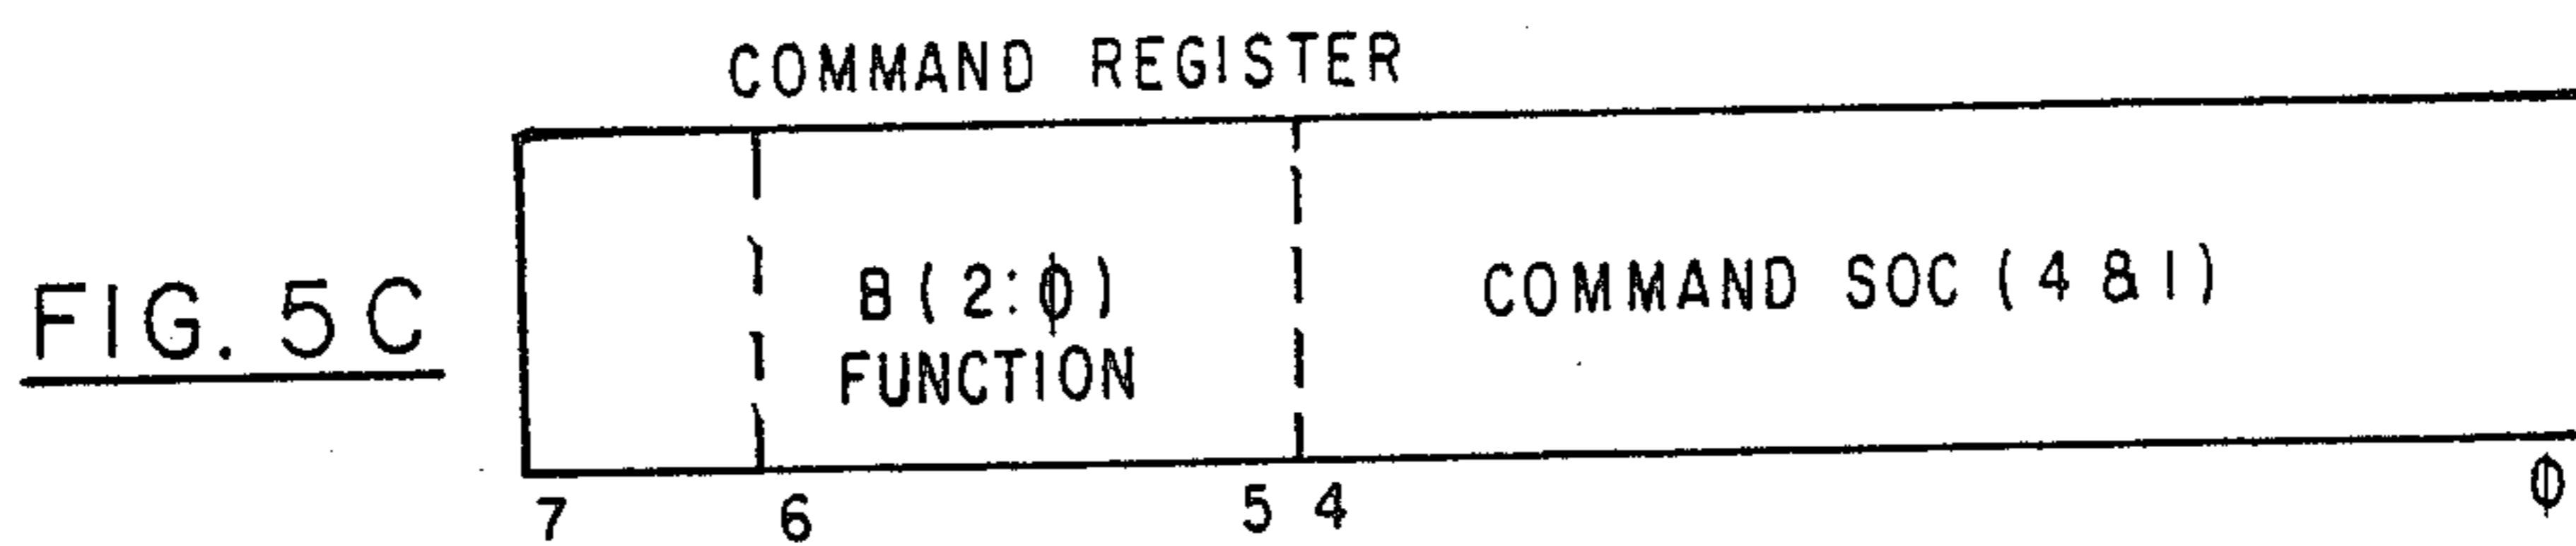 COMMAND REGISTER
FIG. 5C
B(2:ϕ)
FUNCTION
COMMAND SOC (4 & 1)
7 6 5 4 ϕ